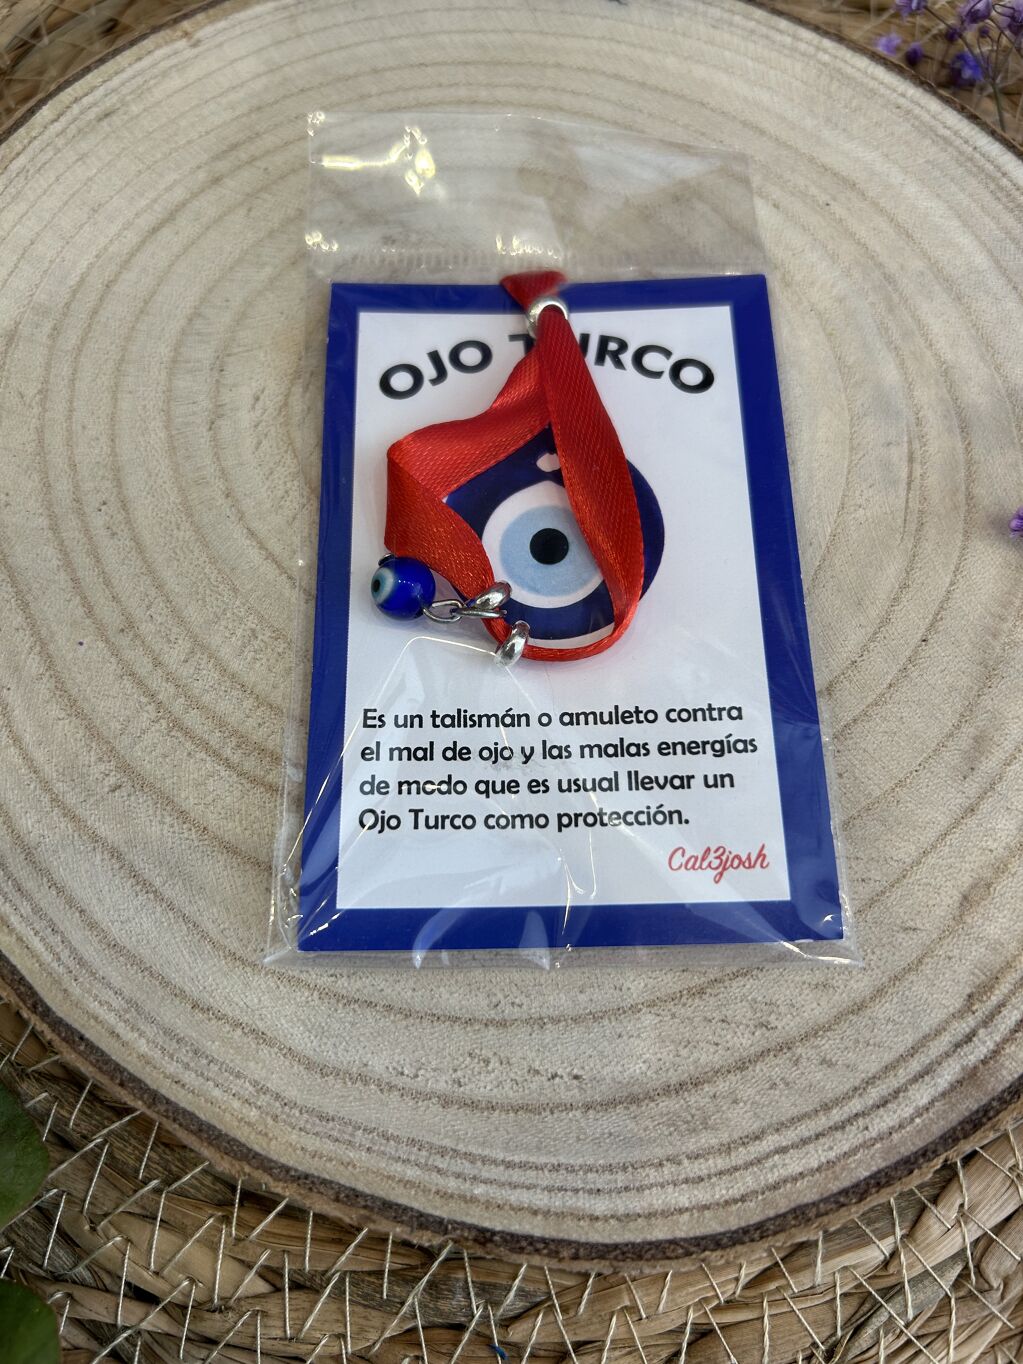 OJO TURCO
Es un talismán o amuleto contra
el mal de ojo y las malas energías
de modo que es usual llevar un
Ojo Turco como protección.
Cal3josh